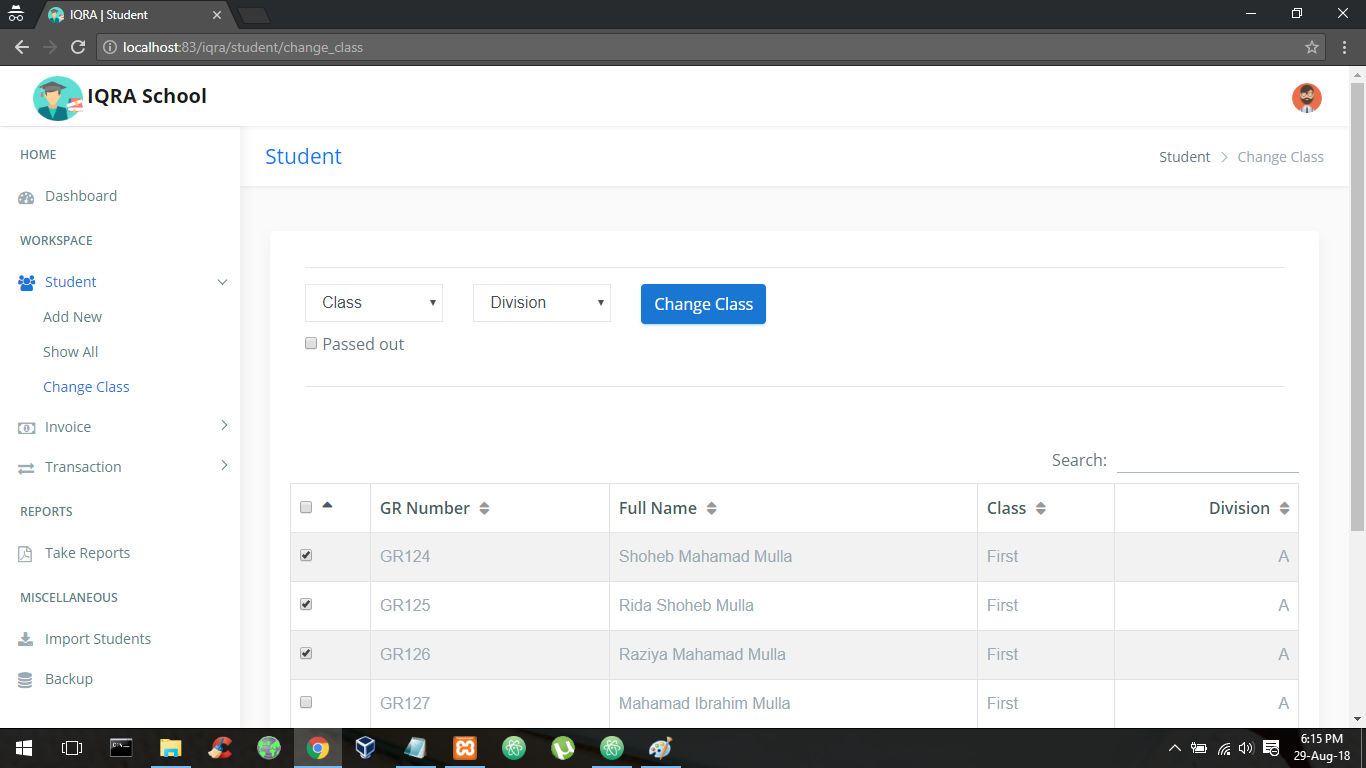 IQRA | Student
localhost:83/iqra/student/change_class
IQRA School
HOME
Dashboard
WORKSPACE
Student
Add New
Show All
Change Class
Invoice
Transaction
REPORTS
Take Reports
MISCELLANEOUS
Import Students
Backup
Student
Student > Change Class
Class
Division
Change Class
Passed out
Search:
GR Number Full Name Class Division
GR124 Shoheb Mahamad Mulla First A
GR125 Rida Shoheb Mulla First A
GR126 Raziya Mahamad Mulla First A
GR127 Mahamad Ibrahim Mulla First A
6:15 PM
29-Aug-18